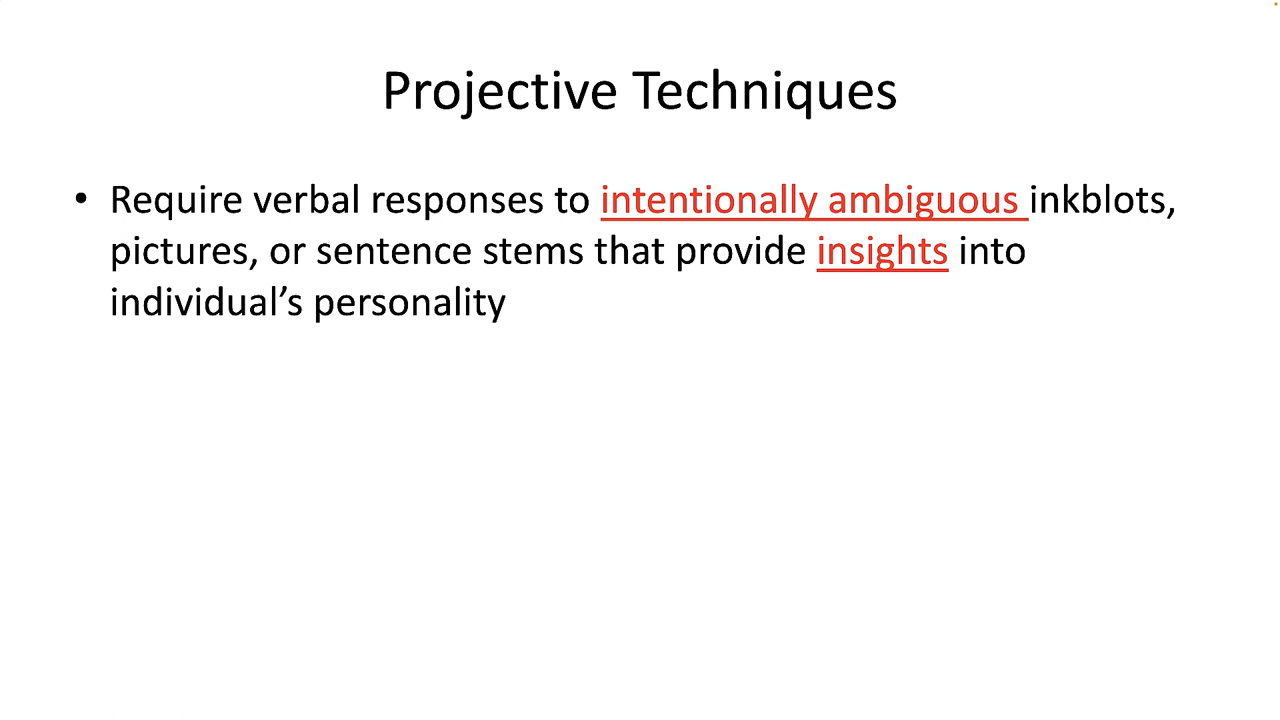 Projective Techniques
• Require verbal responses to intentionally ambiguous inkblots,
pictures, or sentence stems that provide insights into
individual’s personality